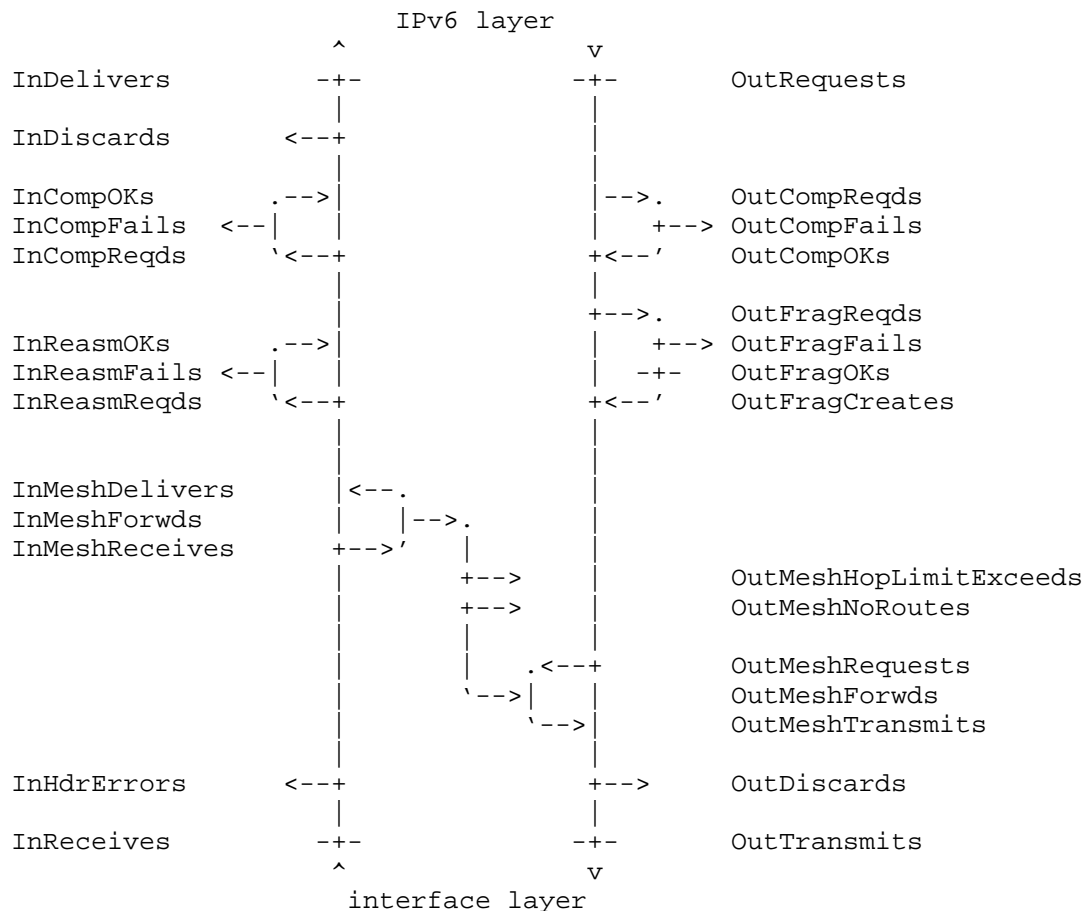 IPv6 layer
InDelivers OutRequests
InDiscards
InCompOKs OutCompReqds
InCompFails OutCompFails
InCompReqds OutCompOKs
OutFragReqds
InReasmOKs OutFragFails
InReasmFails OutFragOKs
InReasmReqds OutFragCreates
InMeshDelivers
InMeshForwds
InMeshReceives
OutMeshHopLimitExceeds
OutMeshNoRoutes
OutMeshRequests
OutMeshForwds
OutMeshTransmits
InHdrErrors OutDiscards
InReceives OutTransmits
interface layer